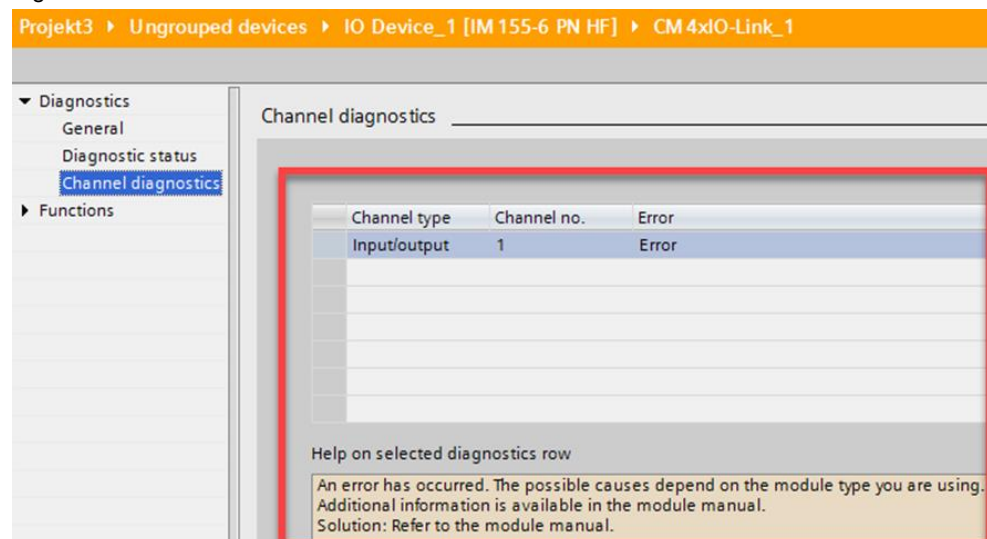 Projekt3 ▸ Ungrouped devices ▸ IO Device_1 [IM 155-6 PN HF] ▸ CM 4xIO-Link_1
Diagnostics
General
Diagnostic status
Channel diagnostics
Functions
Channel diagnostics
Channel type Channel no. Error
Input/output 1 Error
Help on selected diagnostics row
An error has occurred. The possible causes depend on the module type you are using.
Additional information is available in the module manual.
Solution: Refer to the module manual.